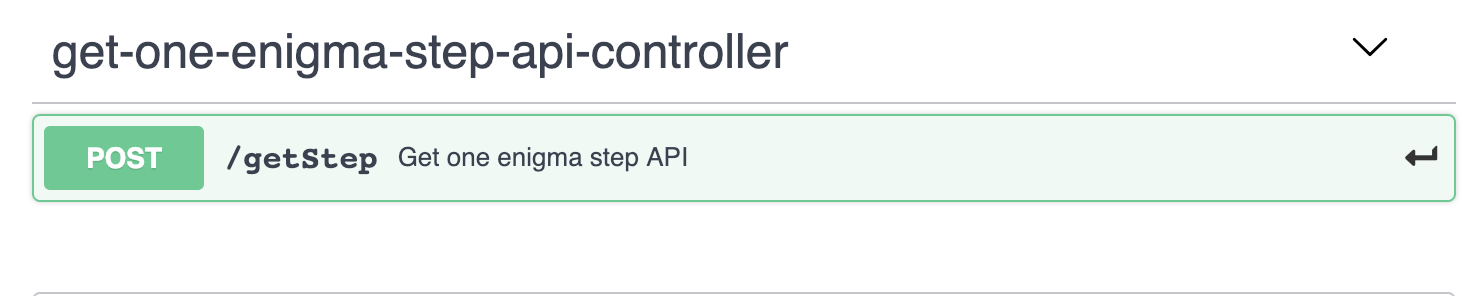 get-one-enigma-step-api-controller
POST /getStep Get one enigma step API